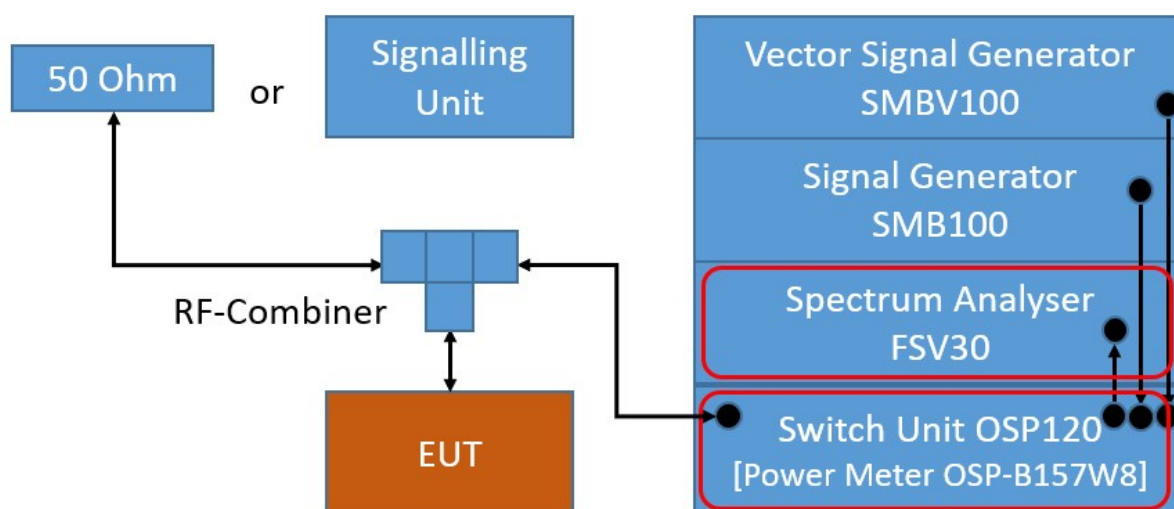 50 Ohm
or
Signalling
Unit
Vector Signal Generator
SMBV100
Signal Generator
SMB100
RF-Combiner
Spectrum Analyser
FSV30
EUT
Switch Unit OSP120
[Power Meter OSP-B157W8]